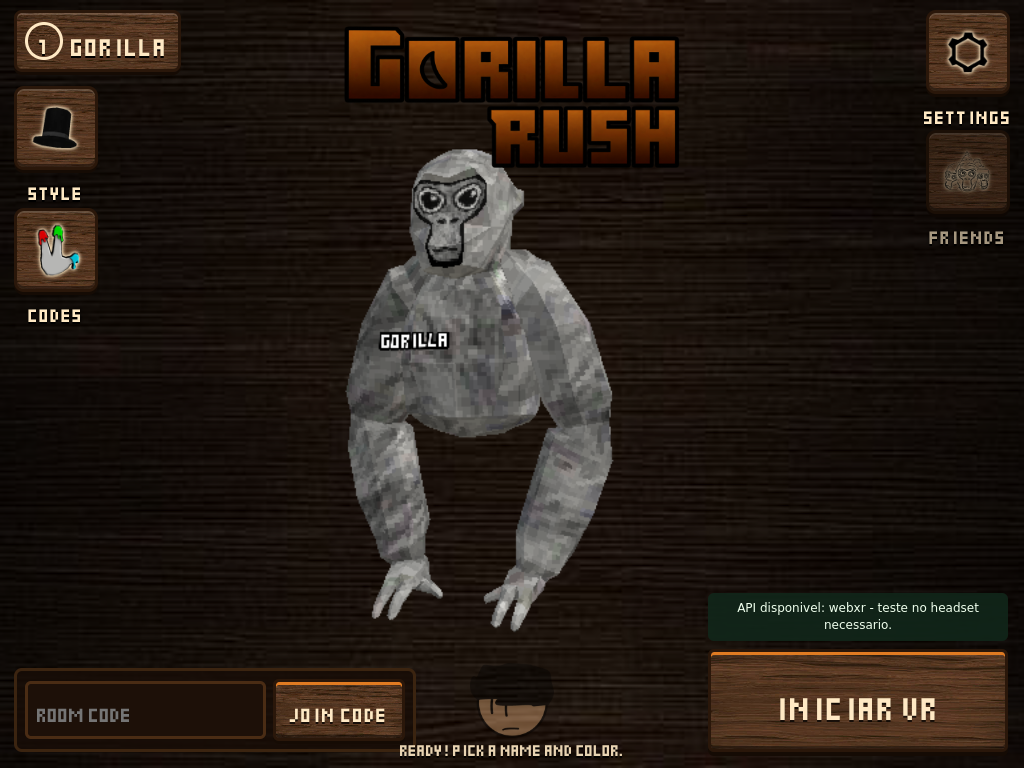 1 GORILLA
GORILLA
RUSH
SETTINGS
STYLE
FRIENDS
CODES
GORILLA
API disponivel: webxr - teste no headset
necessario.
ROOM CODE
JOIN CODE
INICIAR VR
READY! PICK A NAME AND COLOR.